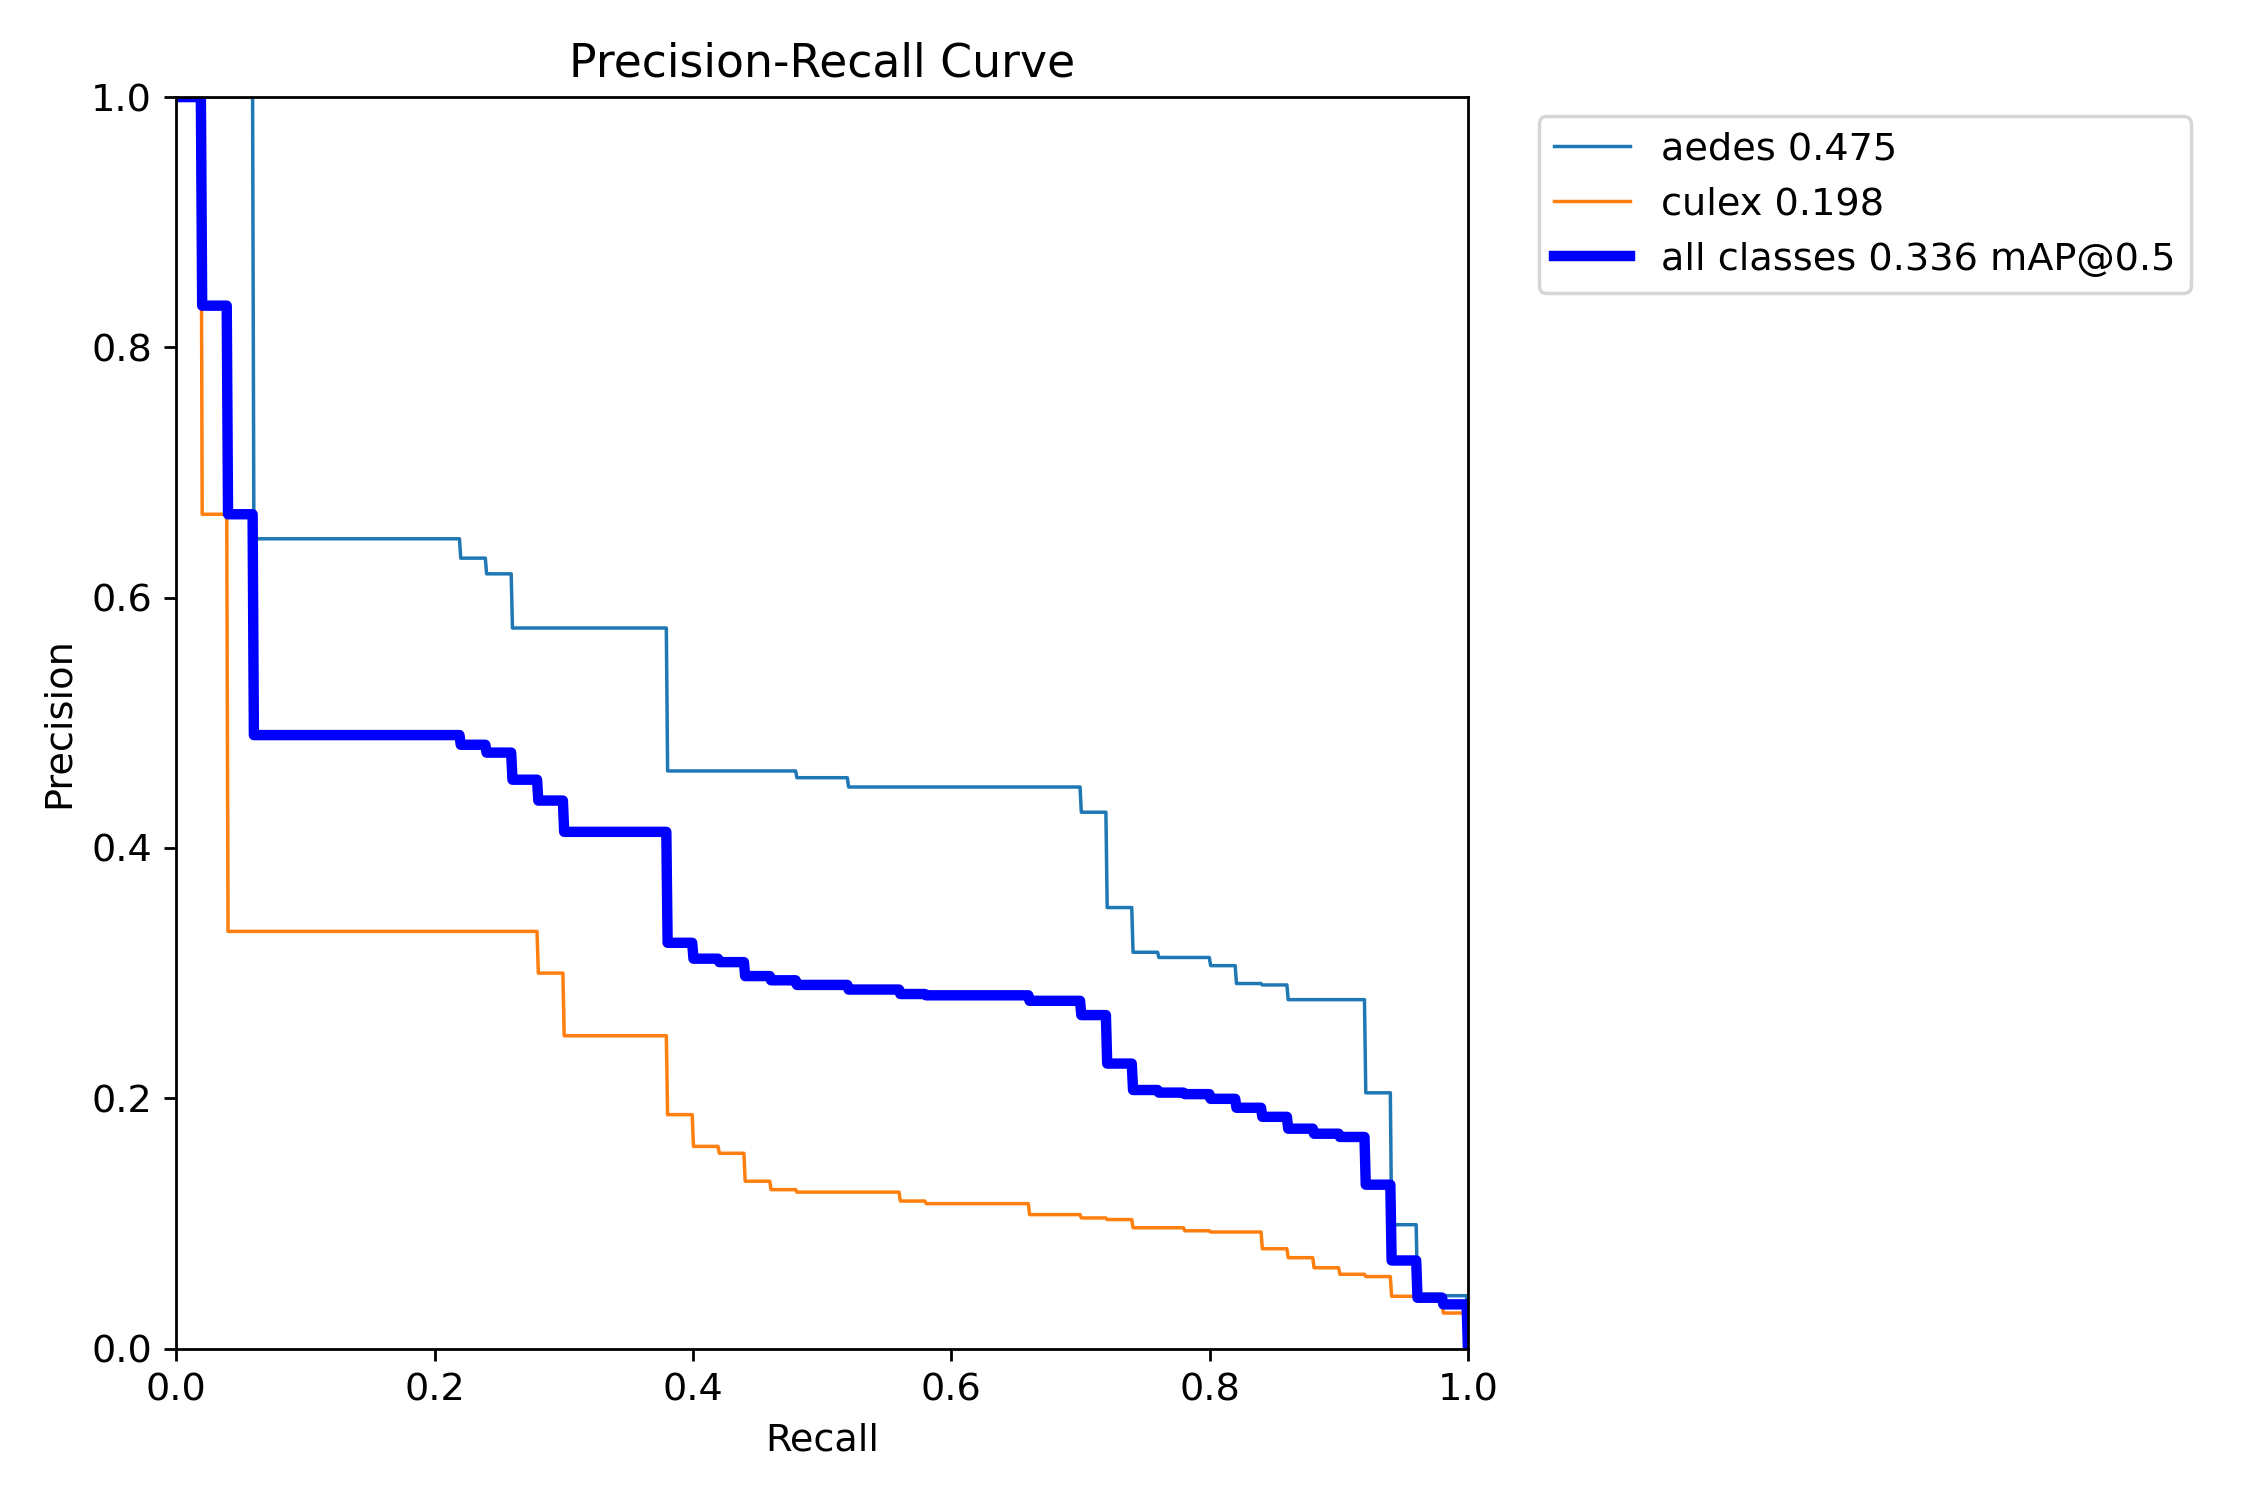 Precision-Recall Curve
1.0
0.8
0.6
0.4
0.2
0.0
Precision
0.0 0.2 0.4 0.6 0.8 1.0
Recall
aedes 0.475
culex 0.198
all classes 0.336 mAP@0.5